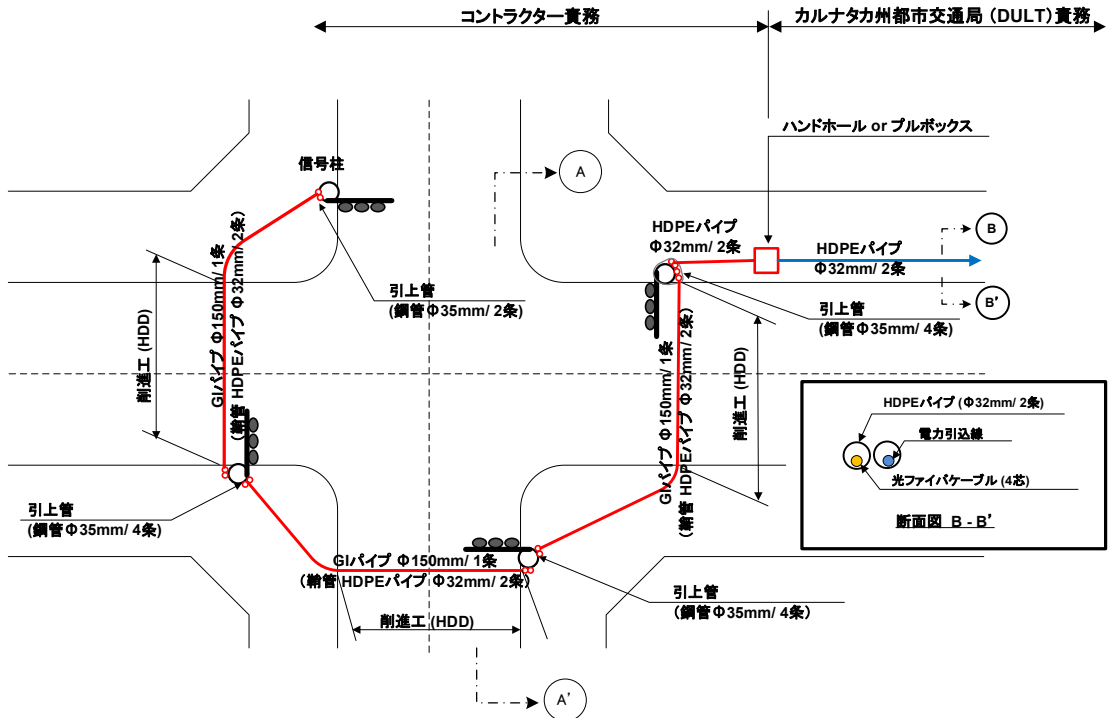 コントラクター責務
カルナタカ州都市交通局 (DULT) 責務
ハンドホール or プルボックス
信号柱
A
HDPEパイプ
Φ32mm/ 2条
HDPEパイプ
Φ32mm/ 2条
B
B'
引上管
(鋼管Φ35mm/ 2条)
引上管
(鋼管Φ35mm/ 4条)
削進工 (HDD)
GIパイプ Φ150mm/ 1条
(鞘管 HDPEパイプ Φ32mm/ 2条)
GIパイプ Φ150mm/ 1条
(鞘管 HDPEパイプ Φ32mm/ 2条)
削進工 (HDD)
HDPEパイプ (Φ32mm/ 2条)
電力引込線
光ファイバケーブル (4芯)
断面図 B - B'
引上管
(鋼管Φ35mm/ 4条)
GIパイプ Φ150mm/ 1条
(鞘管 HDPEパイプ Φ32mm/ 2条)
引上管
(鋼管Φ35mm/ 4条)
削進工 (HDD)
A'